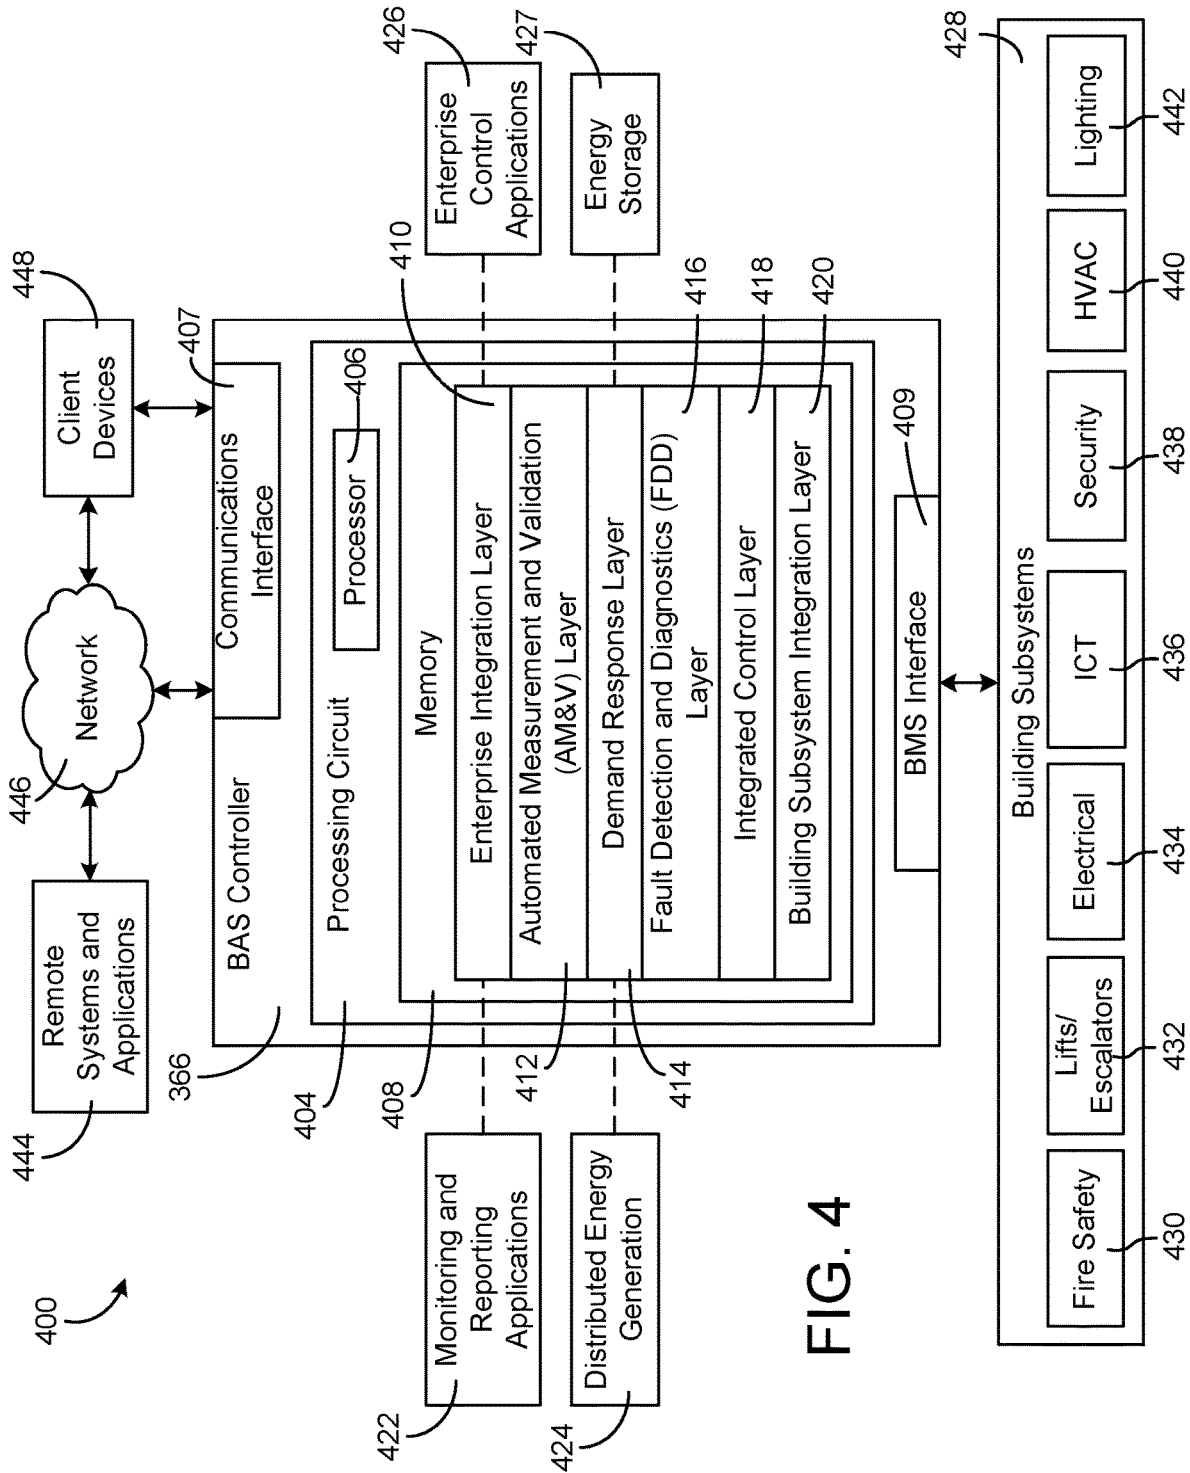 400
444
Remote
Systems and
Applications
446
Network
448
Client
Devices
366
BAS Controller
Communications
Interface
407
404
Processing Circuit
Processor
406
408
Memory
410
Enterprise Integration Layer
Automated Measurement and Validation
(AM&V) Layer
412
Demand Response Layer
414
Fault Detection and Diagnostics (FDD)
Layer
416
Integrated Control Layer
418
Building Subsystem Integration Layer
420
BMS Interface
409
422
Monitoring and
Reporting
Applications
424
Distributed Energy
Generation
426
Enterprise
Control
Applications
427
Energy
Storage
428
Building Subsystems
Fire Safety
Lifts/
Escalators
Electrical
ICT
Security
HVAC
Lighting
430
432
434
436
438
440
442
FIG. 4